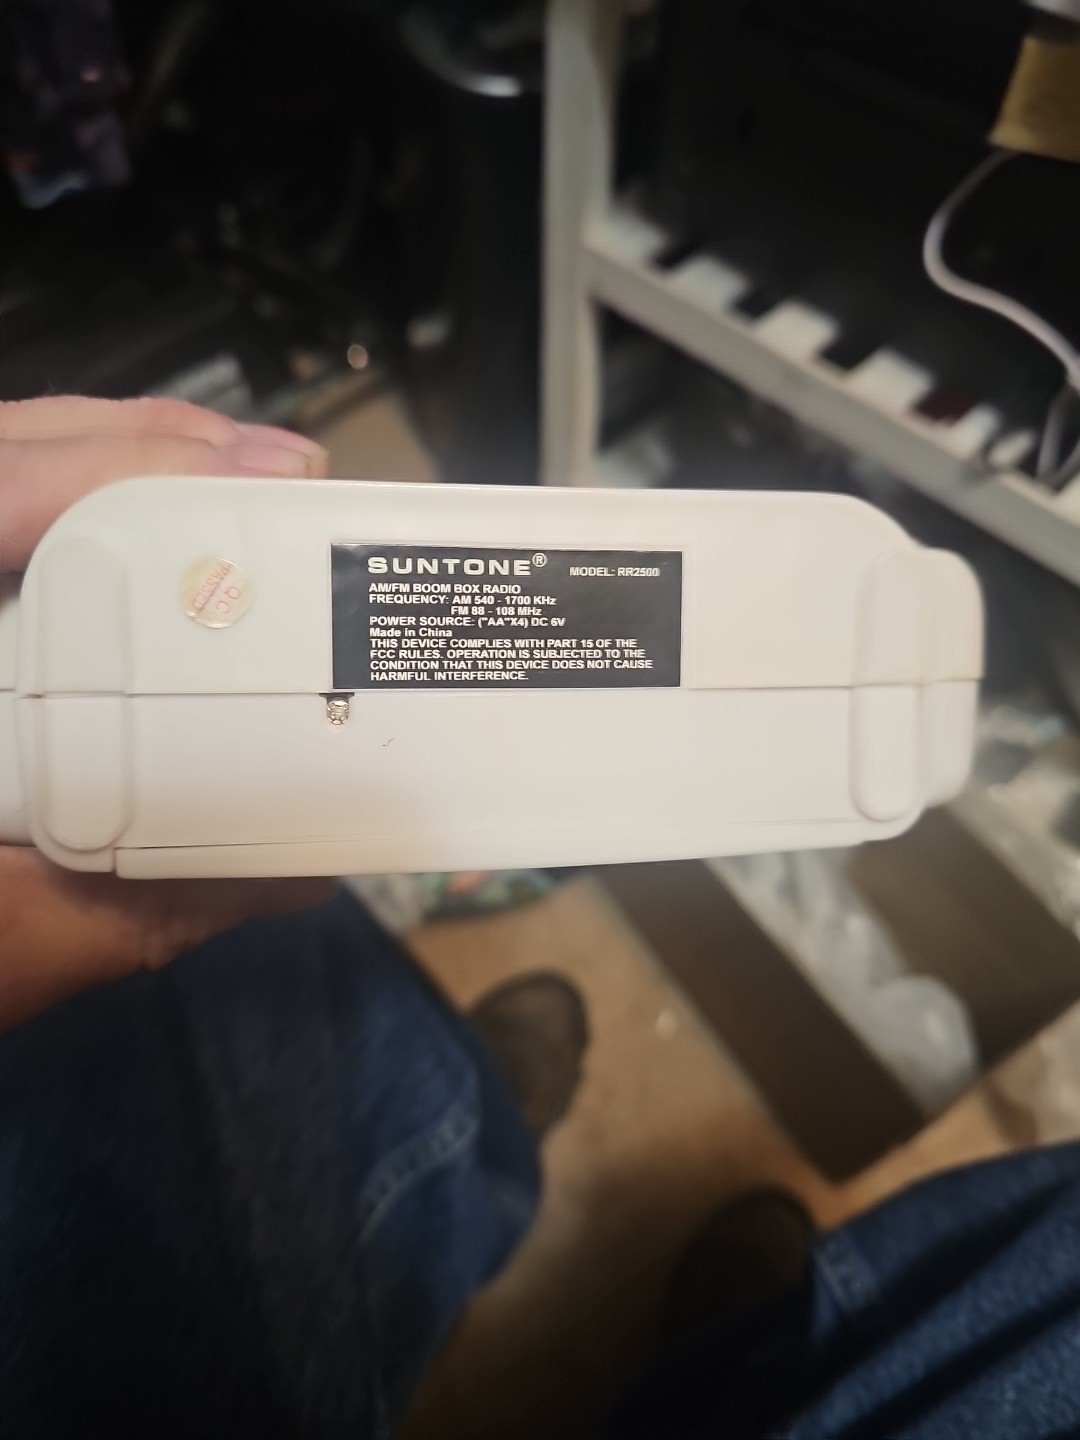 SUNTONE®
MODEL: RR2500
AM/FM BOOM BOX RADIO
FREQUENCY: AM 540 - 1700 KHz
FM 88 - 108 MHz
POWER SOURCE: ("AA"X4) DC 6V
Made in China
THIS DEVICE COMPLIES WITH PART 15 OF THE
FCC RULES. OPERATION IS SUBJECTED TO THE
CONDITION THAT THIS DEVICE DOES NOT CAUSE
HARMFUL INTERFERENCE.
QC
PASSED